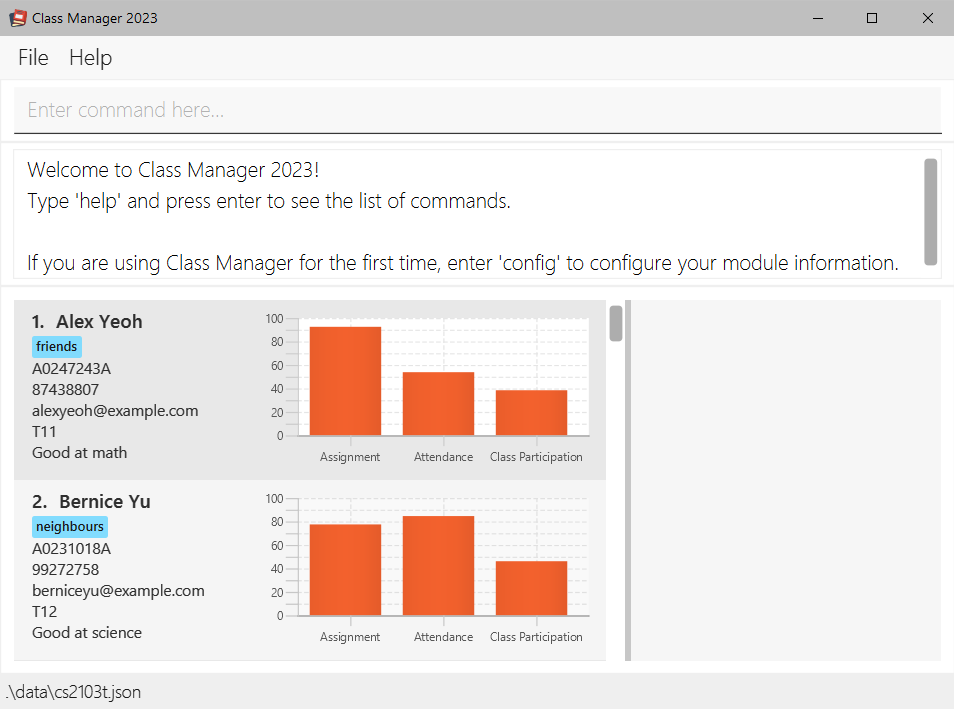 Class Manager 2023
File Help
Enter command here...
Welcome to Class Manager 2023!
Type 'help' and press enter to see the list of commands.
If you are using Class Manager for the first time, enter 'config' to configure your module information.
1. Alex Yeoh
friends
A0247243A
87438807
alexyeoh@example.com
T11
Good at math
100
80
60
40
20
0
Assignment Attendance Class Participation
2. Bernice Yu
neighbours
A0231018A
99272758
berniceyu@example.com
T12
Good at science
100
80
60
40
20
0
Assignment Attendance Class Participation
.\data\cs2103t.json